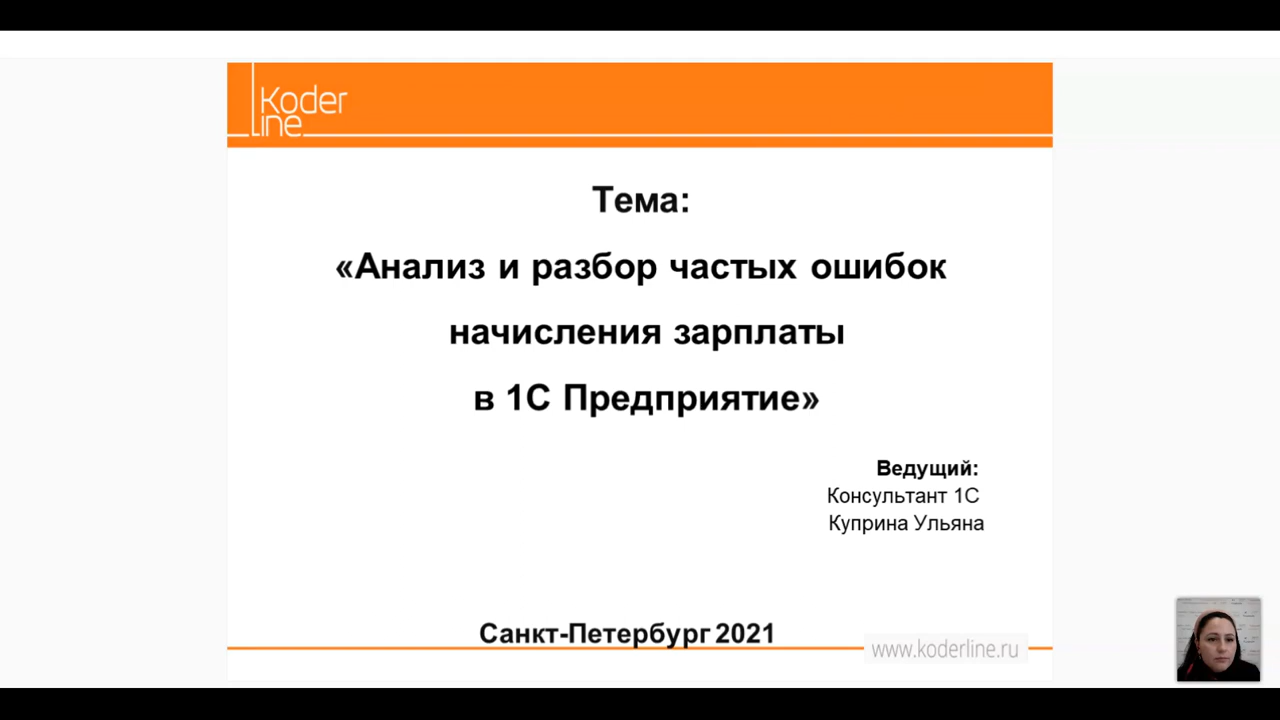 Koder
line
Тема:
«Анализ и разбор частых ошибок
начисления зарплаты
в 1С Предприятие»
Ведущий:
Консультант 1С
Куприна Ульяна
Санкт-Петербург 2021
www.koderline.ru